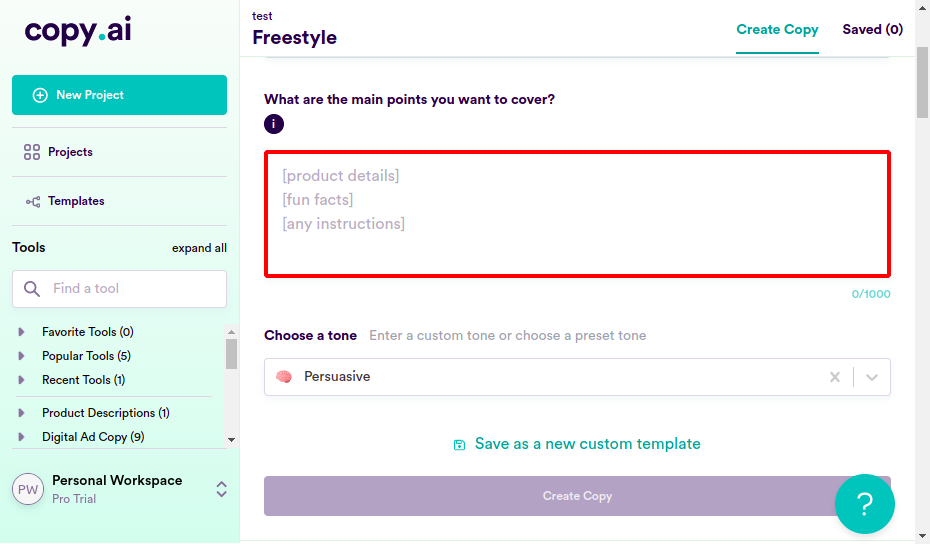 copy.ai
New Project
Projects
Templates
Tools
expand all
Find a tool
Favorite Tools (0)
Popular Tools (5)
Recent Tools (1)
Product Descriptions (1)
Digital Ad Copy (9)
PW
Personal Workspace
Pro Trial
test
Freestyle
Create Copy
Saved (0)
What are the main points you want to cover?
i
[product details]
[fun facts]
[any instructions]
0/1000
Choose a tone Enter a custom tone or choose a preset tone
Persuasive
Save as a new custom template
Create Copy
?